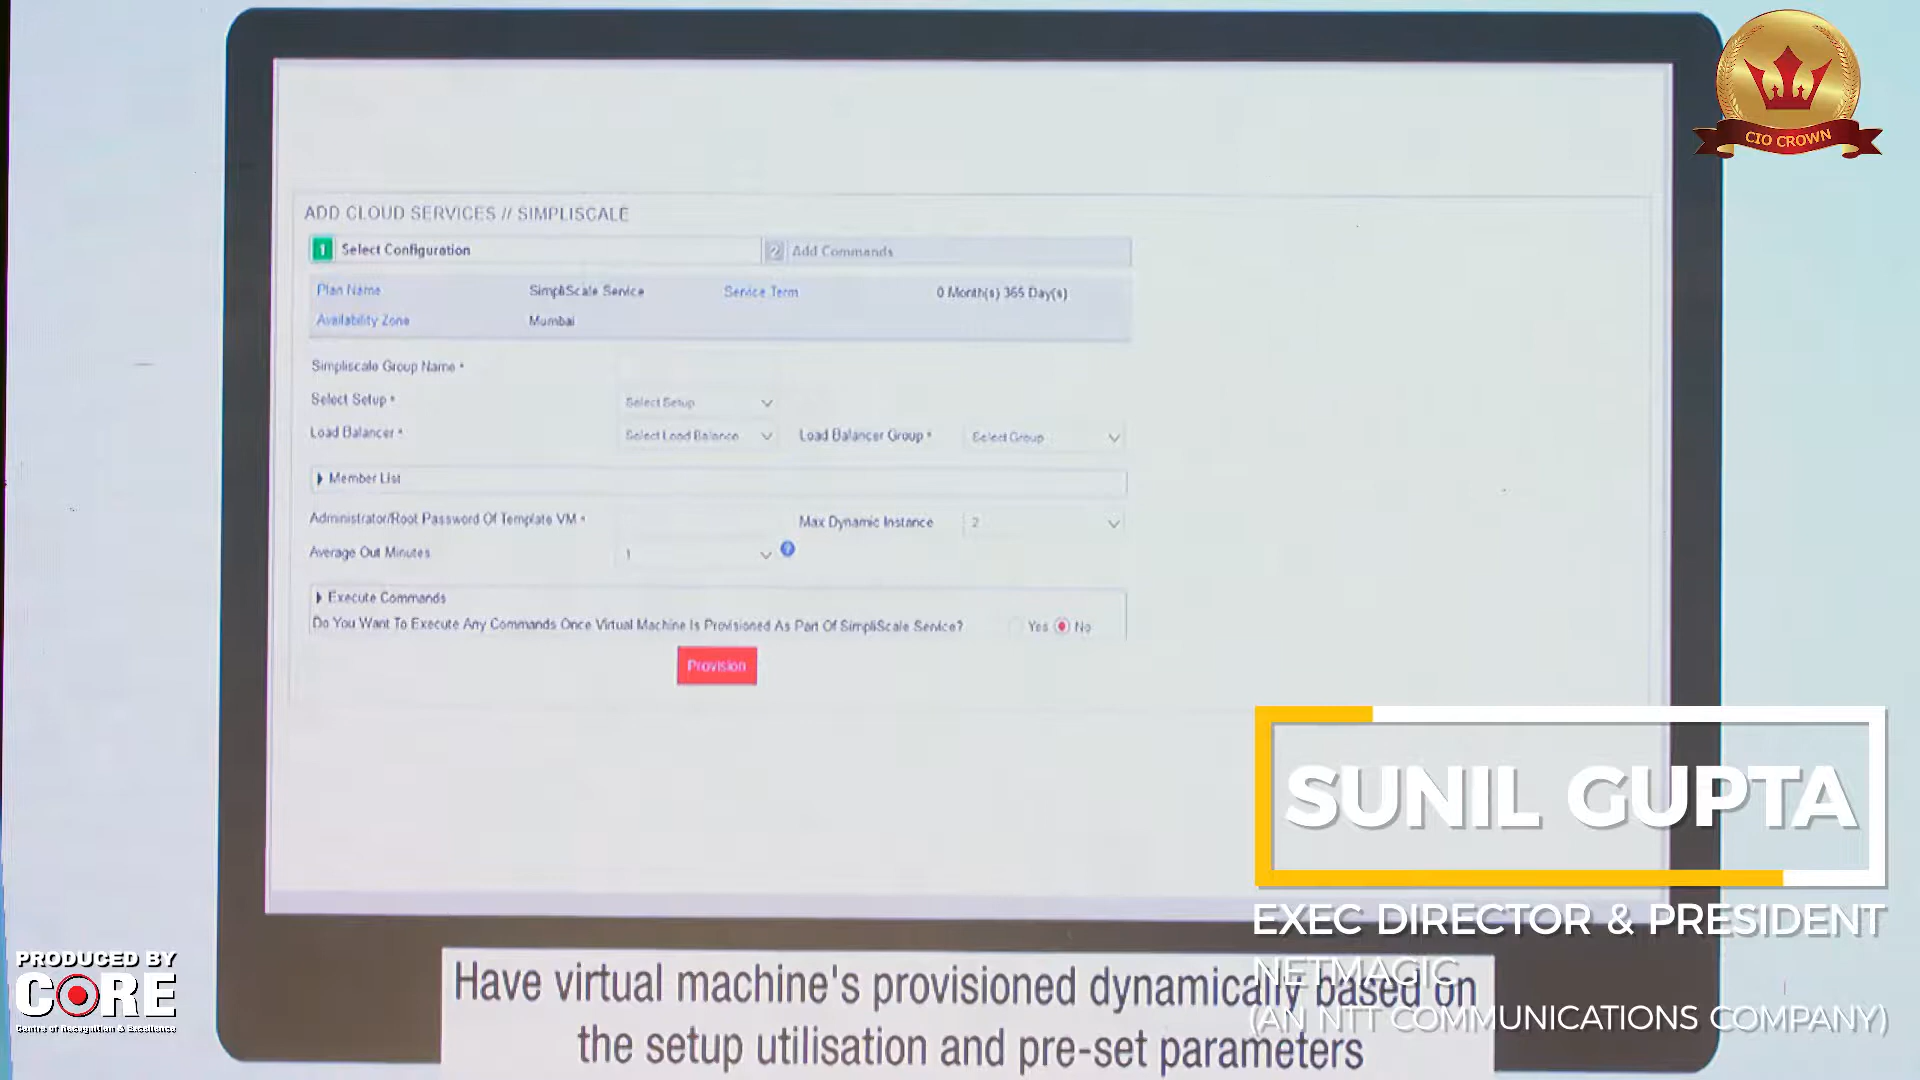 CIO CROWN
ADD CLOUD SERVICES // SIMPLISCALE
1 Select Configuration
2 Add Commands
Plan Name SimpliScale Service Service Term 0 Month(s) 365 Day(s)
Availability Zone Mumbai
Simpliscale Group Name *
Select Setup * Select Setup
Load Balancer * Select Load Balance Load Balancer Group * Select Group
Member List
Administrator/Root Password Of Template VM * Max Dynamic Instance 2
Average Out Minutes 1 ?
Execute Commands
Do You Want To Execute Any Commands Once Virtual Machine Is Provisioned As Part Of SimpliScale Service? Yes No
Provision
SUNIL GUPTA
EXEC DIRECTOR & PRESIDENT
NETMAGIC
(AN NTT COMMUNICATIONS COMPANY)
Have virtual machine's provisioned dynamically based on
the setup utilisation and pre-set parameters
PRODUCED BY
CORE
Centre of Recognition & Excellence